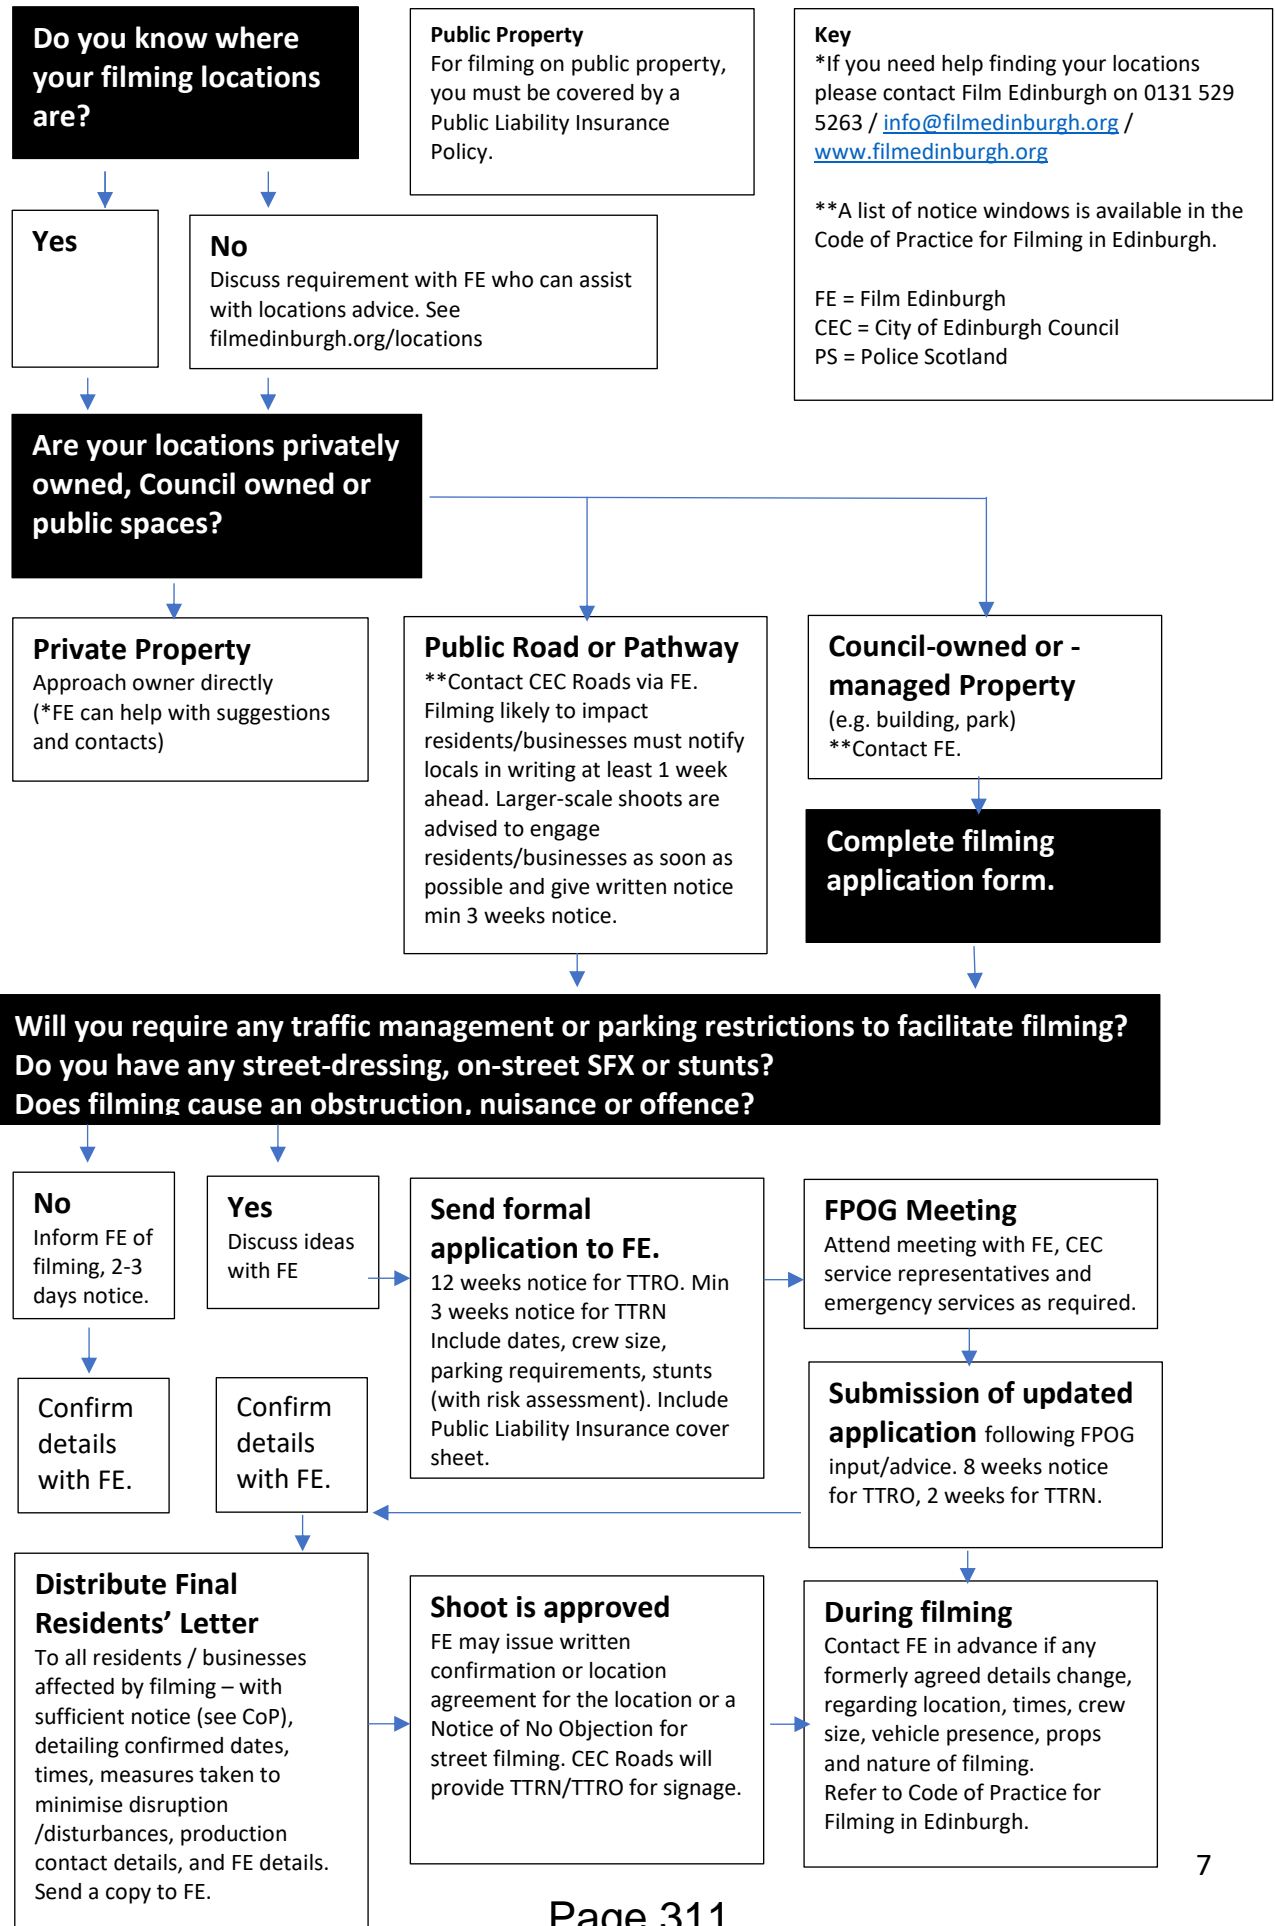 Do you know where
your filming locations
are?
Public Property
For filming on public property,
you must be covered by a
Public Liability Insurance
Policy.
Key
*If you need help finding your locations
please contact Film Edinburgh on 0131 529
5263 / info@filmedinburgh.org /
www.filmedinburgh.org
**A list of notice windows is available in the
Code of Practice for Filming in Edinburgh.
FE = Film Edinburgh
CEC = City of Edinburgh Council
PS = Police Scotland
Yes
No
Discuss requirement with FE who can assist
with locations advice. See
filmedinburgh.org/locations
Are your locations privately
owned, Council owned or
public spaces?
Private Property
Approach owner directly
(*FE can help with suggestions
and contacts)
Public Road or Pathway
**Contact CEC Roads via FE.
Filming likely to impact
residents/businesses must notify
locals in writing at least 1 week
ahead. Larger-scale shoots are
advised to engage
residents/businesses as soon as
possible and give written notice
min 3 weeks notice.
Council-owned or -
managed Property
(e.g. building, park)
**Contact FE.
Complete filming
application form.
Will you require any traffic management or parking restrictions to facilitate filming?
Do you have any street-dressing, on-street SFX or stunts?
Does filming cause an obstruction, nuisance or offence?
No
Inform FE of
filming, 2-3
days notice.
Yes
Discuss ideas
with FE
Send formal
application to FE.
12 weeks notice for TTRO. Min
3 weeks notice for TTRN
Include dates, crew size,
parking requirements, stunts
(with risk assessment). Include
Public Liability Insurance cover
sheet.
FPOG Meeting
Attend meeting with FE, CEC
service representatives and
emergency services as required.
Confirm
details
with FE.
Confirm
details
with FE.
Submission of updated
application following FPOG
input/advice. 8 weeks notice
for TTRO, 2 weeks for TTRN.
Distribute Final
Residents’ Letter
To all residents / businesses
affected by filming – with
sufficient notice (see CoP),
detailing confirmed dates,
times, measures taken to
minimise disruption
/disturbances, production
contact details, and FE details.
Send a copy to FE.
Shoot is approved
FE may issue written
confirmation or location
agreement for the location or a
Notice of No Objection for
street filming. CEC Roads will
provide TTRN/TTRO for signage.
During filming
Contact FE in advance if any
formerly agreed details change,
regarding location, times, crew
size, vehicle presence, props
and nature of filming.
Refer to Code of Practice for
Filming in Edinburgh.
7
Page 311